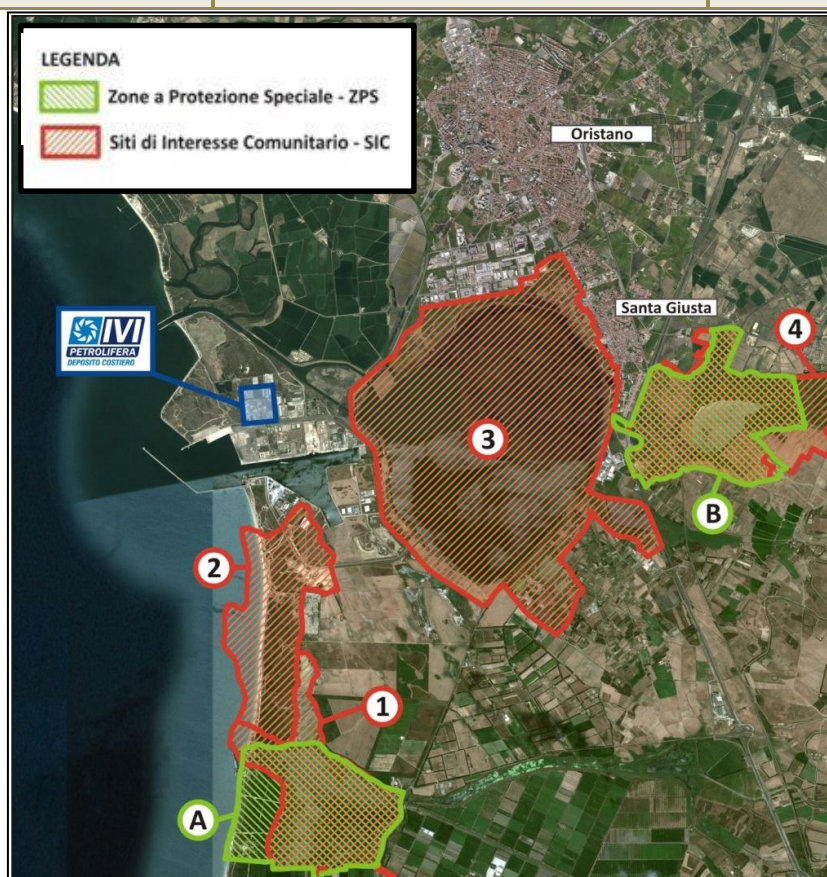 LEGENDA
Zone a Protezione Speciale - ZPS
Siti di Interesse Comunitario - SIC
Oristano
IVI
PETROLIFERA
DEPOSITO COSTIERO
Santa Giusta
4
3
B
2
1
A